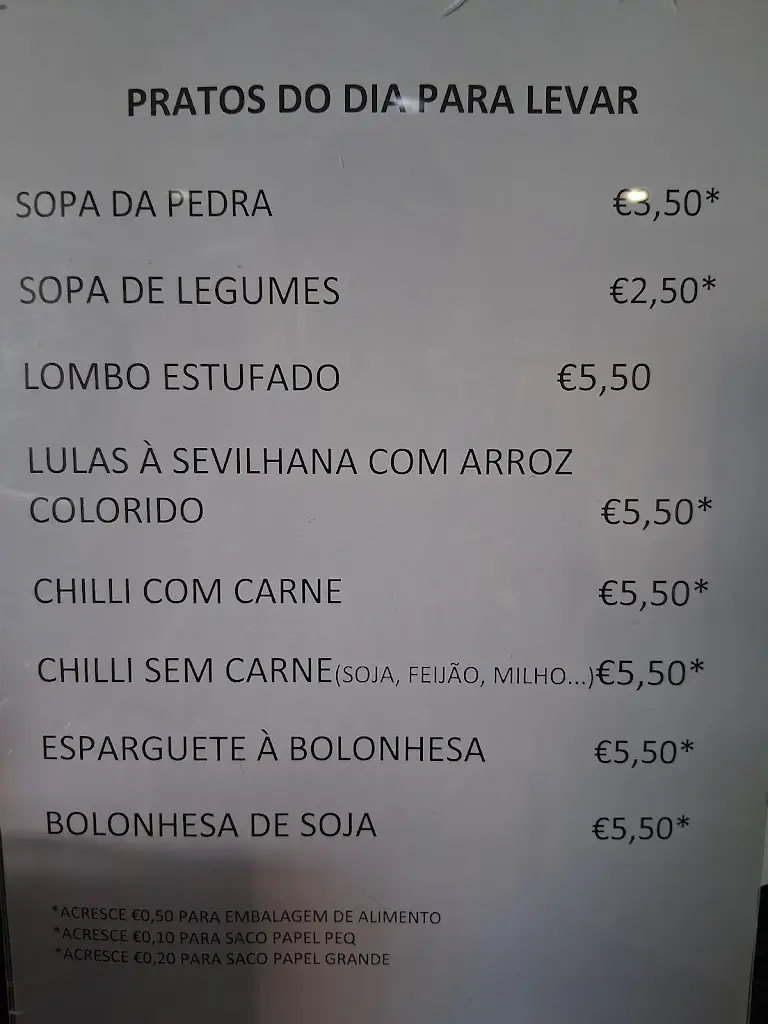 PRATOS DO DIA PARA LEVAR
SOPA DA PEDRA €3,50*
SOPA DE LEGUMES €2,50*
LOMBO ESTUFADO €5,50
LULAS À SEVILHANA COM ARROZ
COLORIDO €5,50*
CHILLI COM CARNE €5,50*
CHILLI SEM CARNE(SOJA, FEIJÃO, MILHO...)€5,50*
ESPARGUETE À BOLONHESA €5,50*
BOLONHESA DE SOJA €5,50*
*ACRESCE €0,50 PARA EMBALAGEM DE ALIMENTO
*ACRESCE €0,10 PARA SACO PAPEL PEQ
*ACRESCE €0,20 PARA SACO PAPEL GRANDE